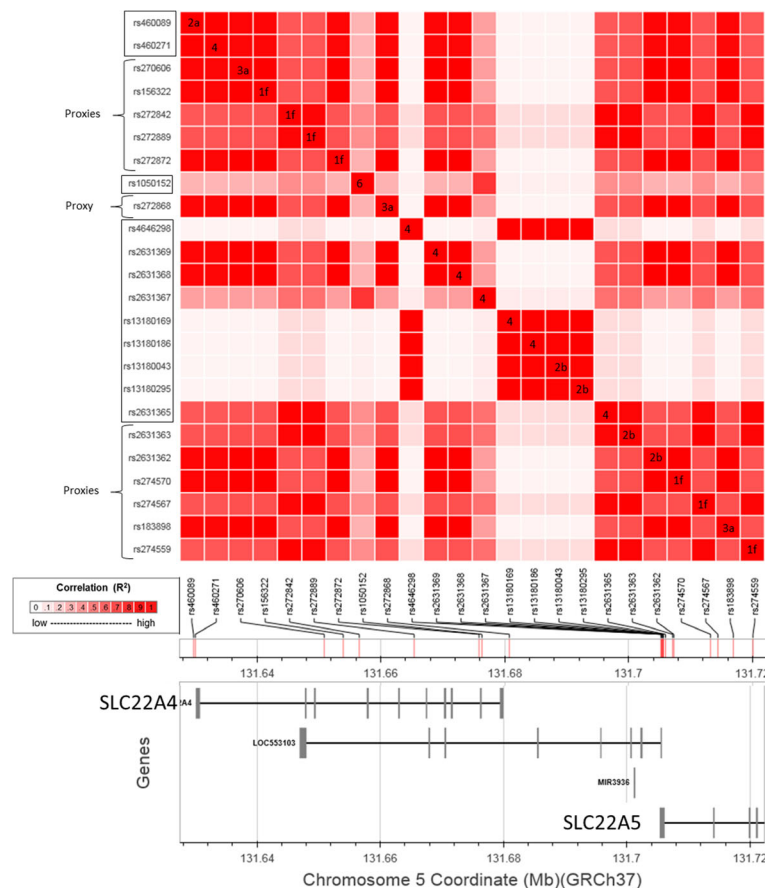 rs460089 2a
rs460271 4
rs270606 3a
rs156322 1f
Proxies
rs272842 1f
rs272889 1f
rs272872 1f
rs1050152 6
Proxy rs272868 3a
rs4646298 4
rs2631369 4
rs2631368 4
rs2631367 4
rs13180169 4
rs13180186 4
rs13180043 2b
rs13180295 2b
rs2631365 4
rs2631363 2b
rs2631362 2b
Proxies
rs274570 1f
rs274567 1f
rs183898 3a
rs274559 1f
Correlation (R²)
0 .1 2 3 4 5 6 7 8 9 1
low -------------------- high
rs460089
rs460271
rs270606
rs156322
rs272842
rs272889
rs272872
rs1050152
rs272868
rs4646298
rs2631369
rs2631368
rs2631367
rs13180169
rs13180186
rs13180043
rs13180295
rs2631365
rs2631363
rs2631362
rs274570
rs274567
rs183898
rs274559
131.64 131.66 131.68 131.7 131.72
SLC22A4
LOC553103
MIR3936
SLC22A5
Genes
131.64 131.66 131.68 131.7 131.72
Chromosome 5 Coordinate (Mb)(GRCh37)